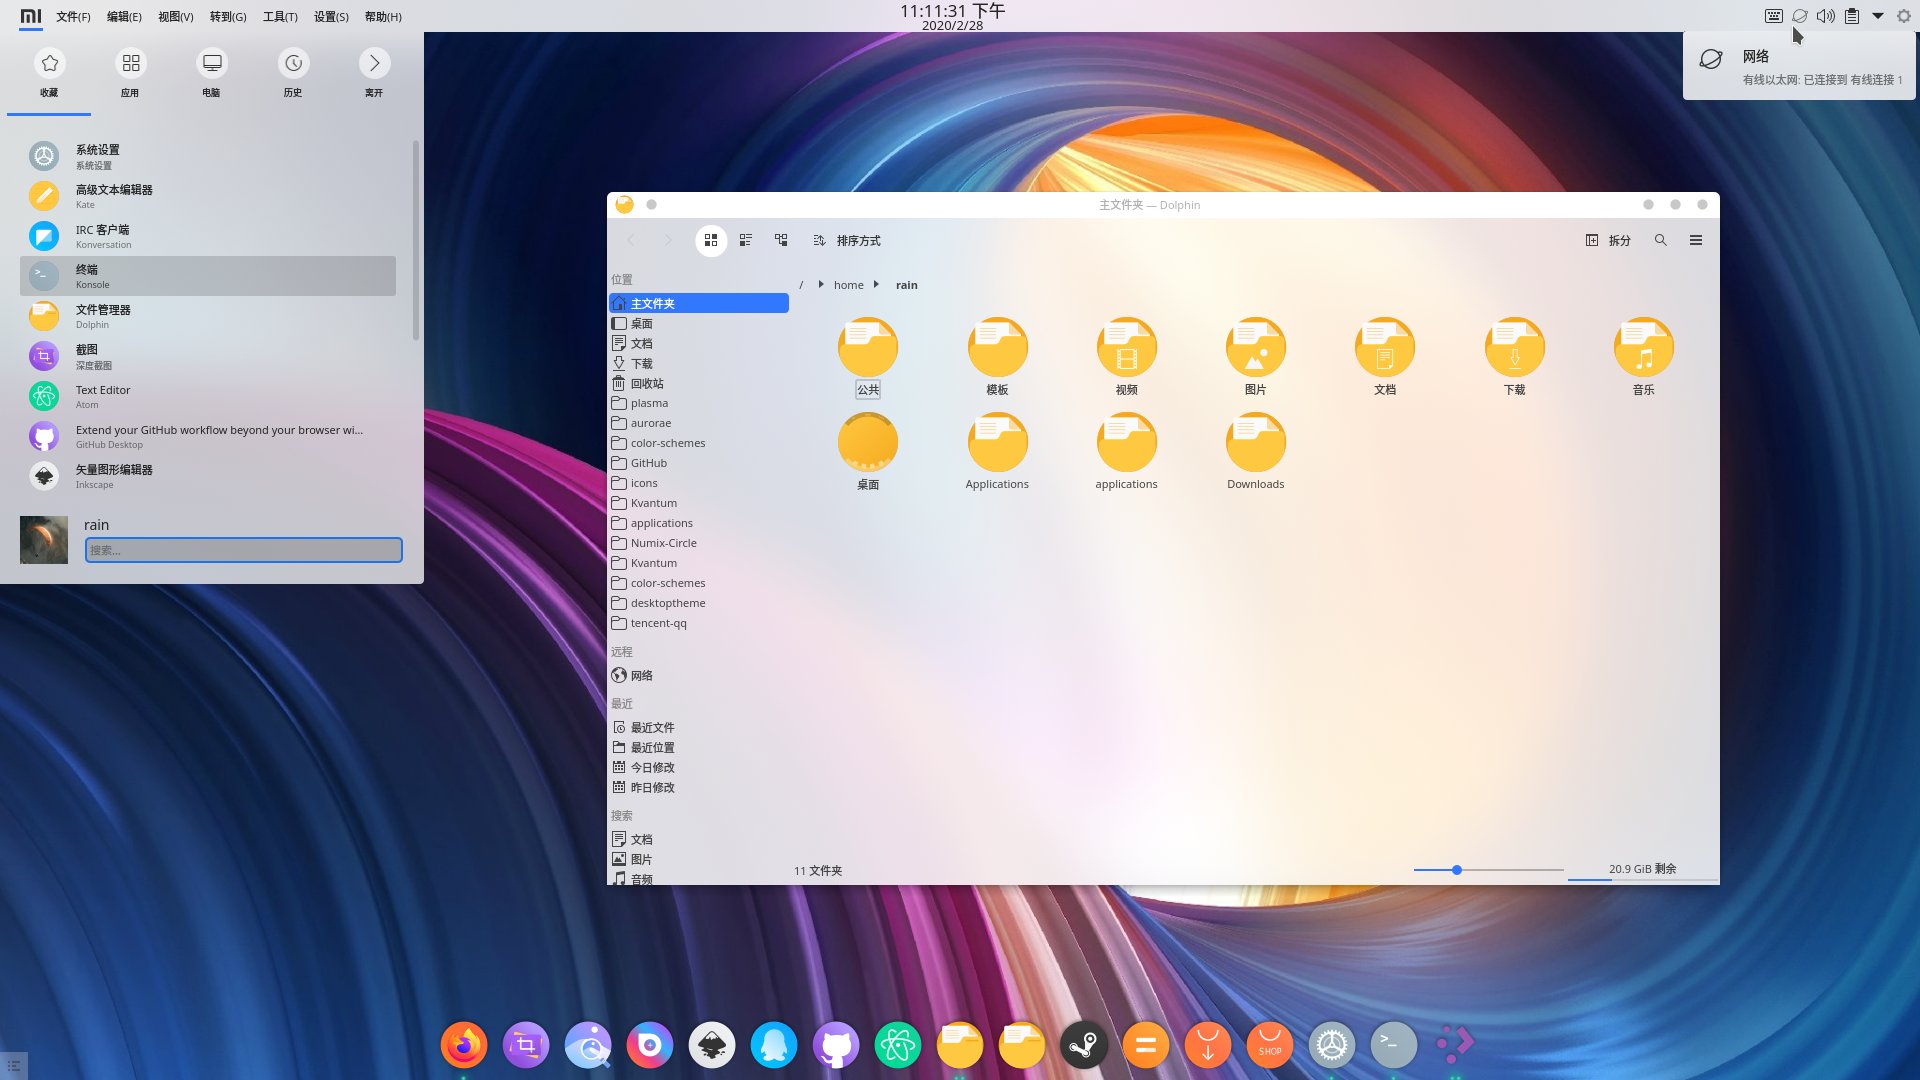 文件(F) 编辑(E) 视图(V) 转到(G) 工具(T) 设置(S) 帮助(H)
11:11:31 下午
2020/2/28
网络
有线以太网: 已连接到 有线连接 1
收藏 应用 电脑 历史 离开
系统设置
系统设置
高级文本编辑器
Kate
IRC 客户端
Konversation
终端
Konsole
文件管理器
Dolphin
截图
深度截图
Text Editor
Atom
Extend your GitHub workflow beyond your browser wi...
GitHub Desktop
矢量图形编辑器
Inkscape
rain
搜索...
主文件夹 — Dolphin
排序方式
拆分
位置
主文件夹
桌面
文档
下载
回收站
plasma
aurorae
color-schemes
GitHub
icons
Kvantum
applications
Numix-Circle
Kvantum
color-schemes
desktoptheme
tencent-qq
远程
网络
最近
最近文件
最近位置
今日修改
昨日修改
搜索
文档
图片
音频
/ home rain
公共 模板 视频 图片 文档 下载 音乐
桌面 Applications applications Downloads
11 文件夹
20.9 GiB 剩余
SHOP